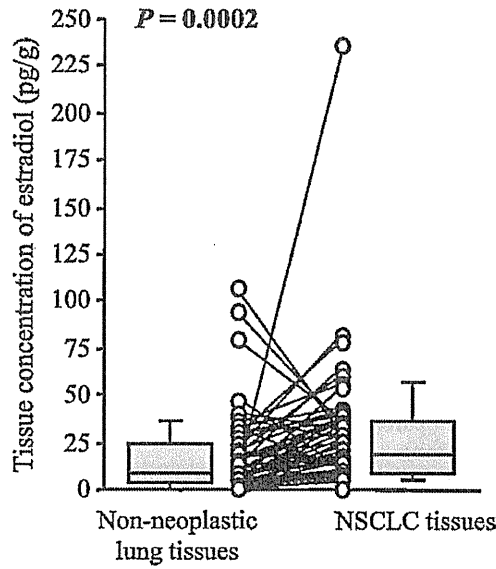 P = 0.0002
Tissue concentration of estradiol (pg/g)
250
225
200
175
150
125
100
75
50
25
0
Non-neoplastic
lung tissues
NSCLC tissues